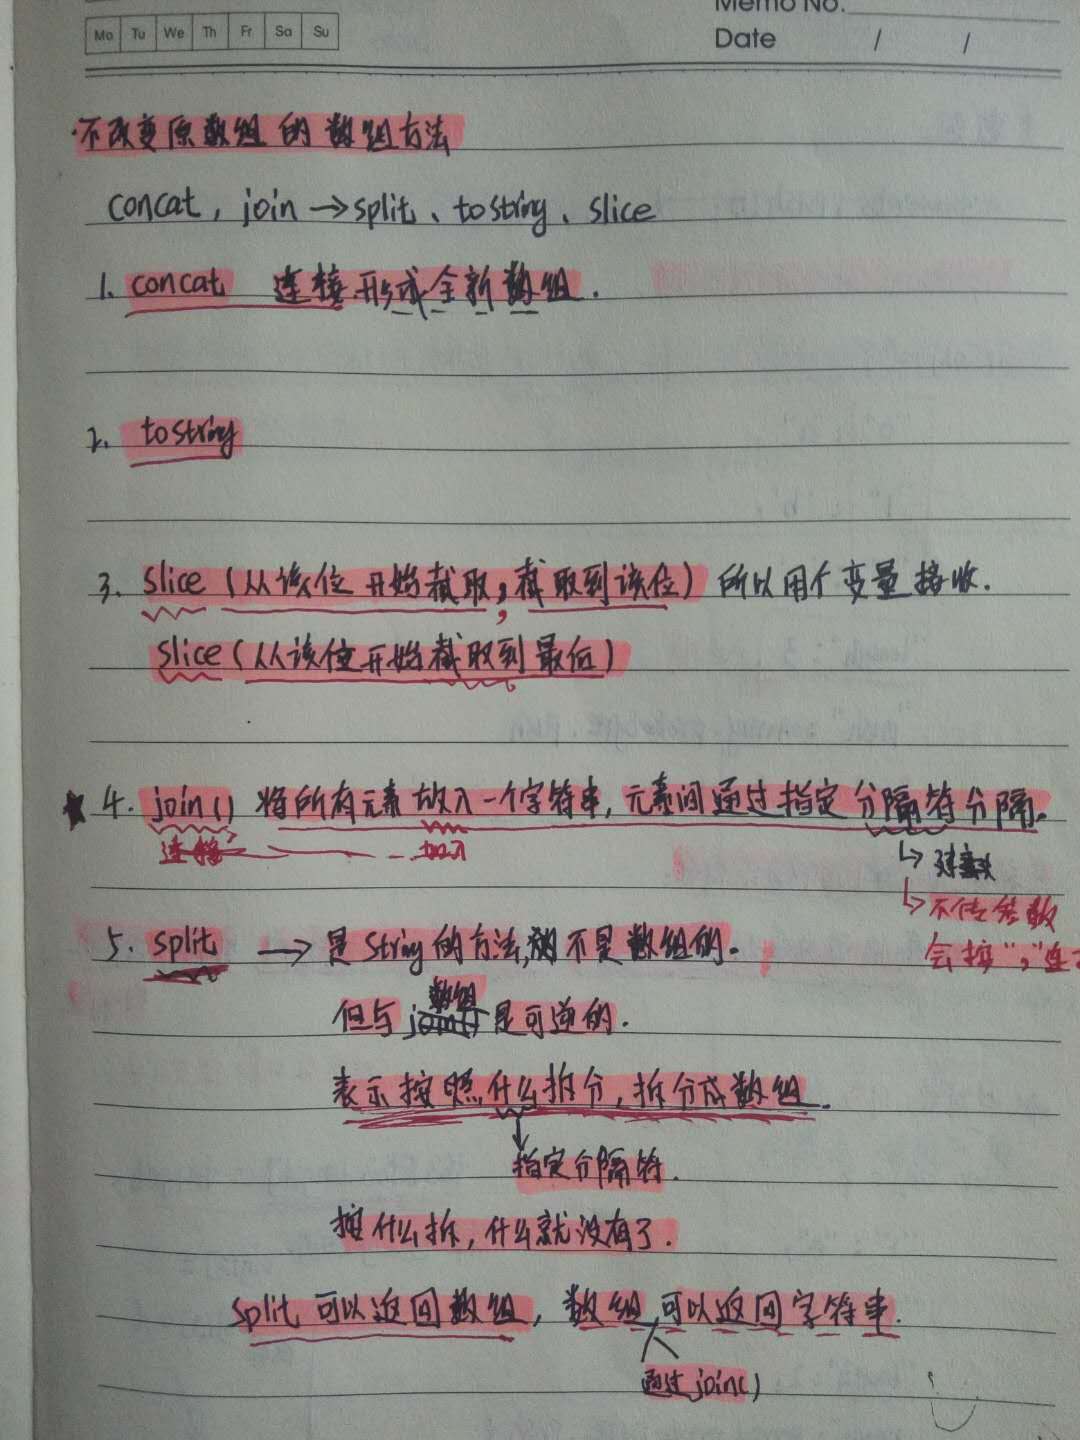 Memo No.
Mo Tu We Th Fr Sa Su
Date / /
·不改变原数组的数组方法
concat, join→split、tostring、slice
1. concat 连接形成全新数组.
2. tostring
3. slice(从该位开始截取,截取到该位)所以用个变量接收.
slice(从该位开始截取到最后)
★4. join() 将所有元素放入一个字符串,元素间通过指定分隔符分隔。
连接 加入
↳不传参数
会按","连
5. split → 是String的方法,不是数组的。
数组
但与 join() 是可逆的.
表示按照什么拆分,拆分成数组.
↓
指定分隔符.
按什么拆,什么就没有了.
split可以返回数组,数组可以返回字符串.
通过join()